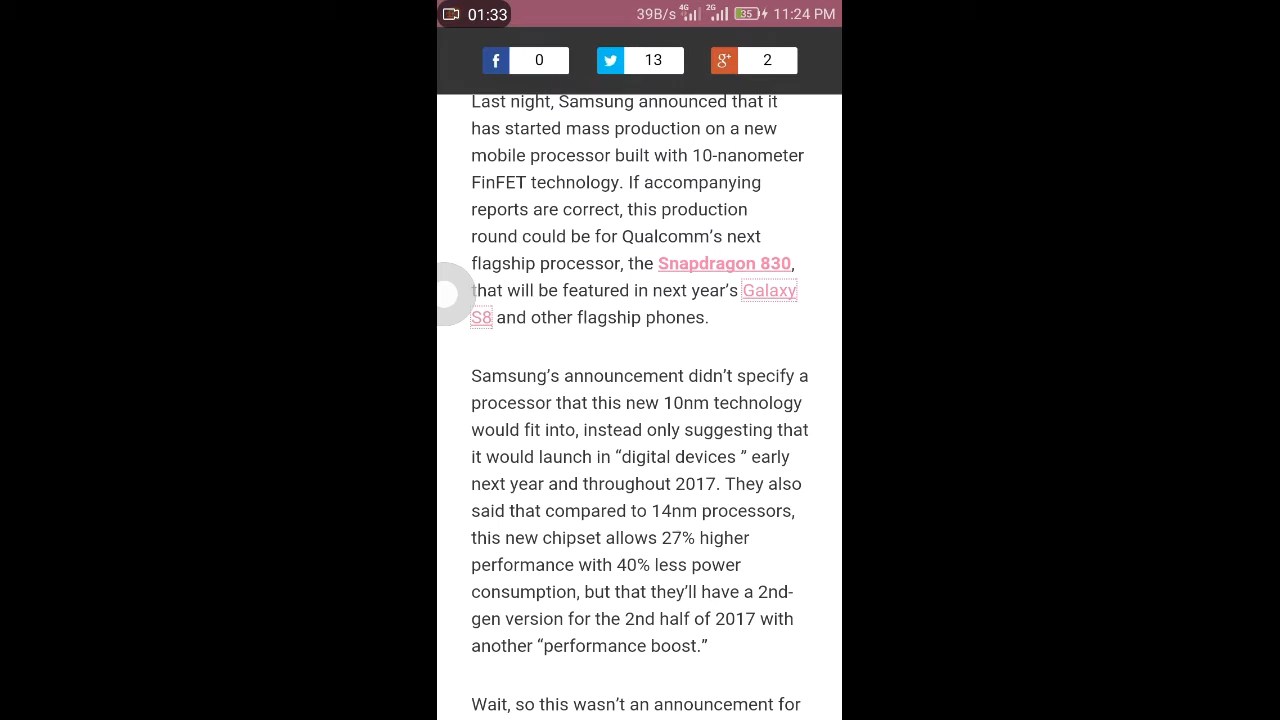 01:33 39B/s 4G 2G 35 11:24 PM
f 0 13 g+ 2
Last night, Samsung announced that it
has started mass production on a new
mobile processor built with 10-nanometer
FinFET technology. If accompanying
reports are correct, this production
round could be for Qualcomm’s next
flagship processor, the Snapdragon 830,
that will be featured in next year’s Galaxy
S8 and other flagship phones.
Samsung’s announcement didn’t specify a
processor that this new 10nm technology
would fit into, instead only suggesting that
it would launch in “digital devices ” early
next year and throughout 2017. They also
said that compared to 14nm processors,
this new chipset allows 27% higher
performance with 40% less power
consumption, but that they’ll have a 2nd-
gen version for the 2nd half of 2017 with
another “performance boost.”
Wait, so this wasn’t an announcement for